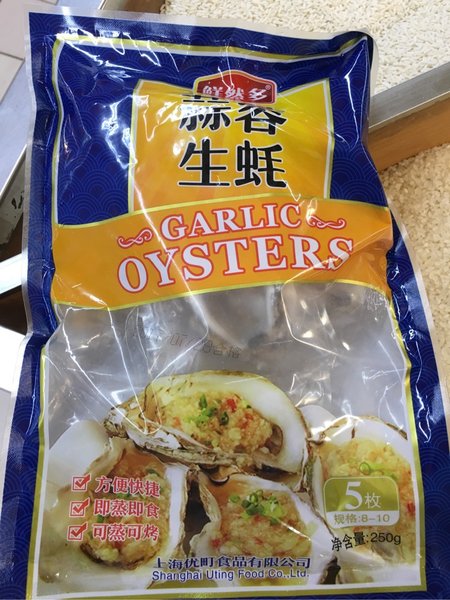 鲜然多®
蒜蓉
生蚝
GARLIC
OYSTERS
方便快捷
即蒸即食
可蒸可烤
5枚
规格:8-10
净含量:250g
上海优町食品有限公司
Shanghai Uting Food Co.,Ltd.